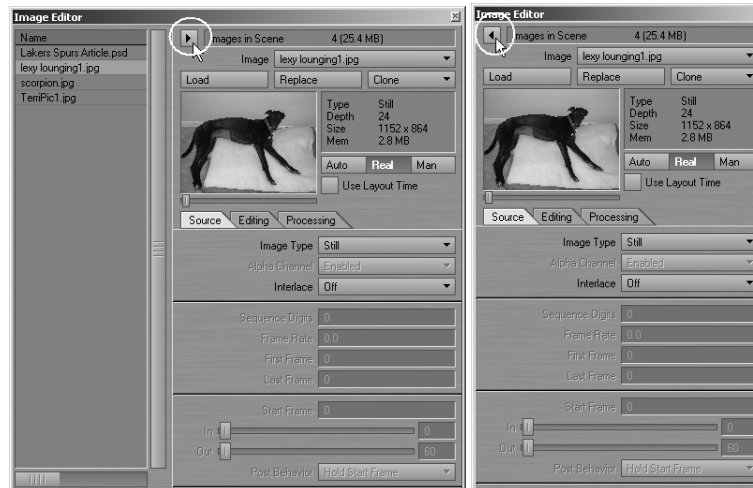 Image Editor
Name
Lakers Spurs Article.psd
lexy lounging1.jpg
scorpion.jpg
TerriPic1.jpg
Images in Scene 4 (25.4 MB)
Image lexy lounging1.jpg
Load Replace Clone
Type Still
Depth 24
Size 1152 x 864
Mem 2.8 MB
Auto Real Man
Use Layout Time
Source Editing Processing
Image Type Still
Alpha Channel Enabled
Interlace Off
Sequence Digits 0
Frame Rate 0.0
First Frame 0
Last Frame 0
Start Frame 0
In 0
Out 60
Post Behavior Hold Start Frame
Image Editor
Images in Scene 4 (25.4 MB)
Image lexy lounging1.jpg
Load Replace Clone
Type Still
Depth 24
Size 1152 x 864
Mem 2.8 MB
Auto Real Man
Use Layout Time
Source Editing Processing
Image Type Still
Alpha Channel Enabled
Interlace Off
Sequence Digits 0
Frame Rate 0.0
First Frame 0
Last Frame 0
Start Frame 0
In 0
Out 60
Post Behavior Hold Start Frame